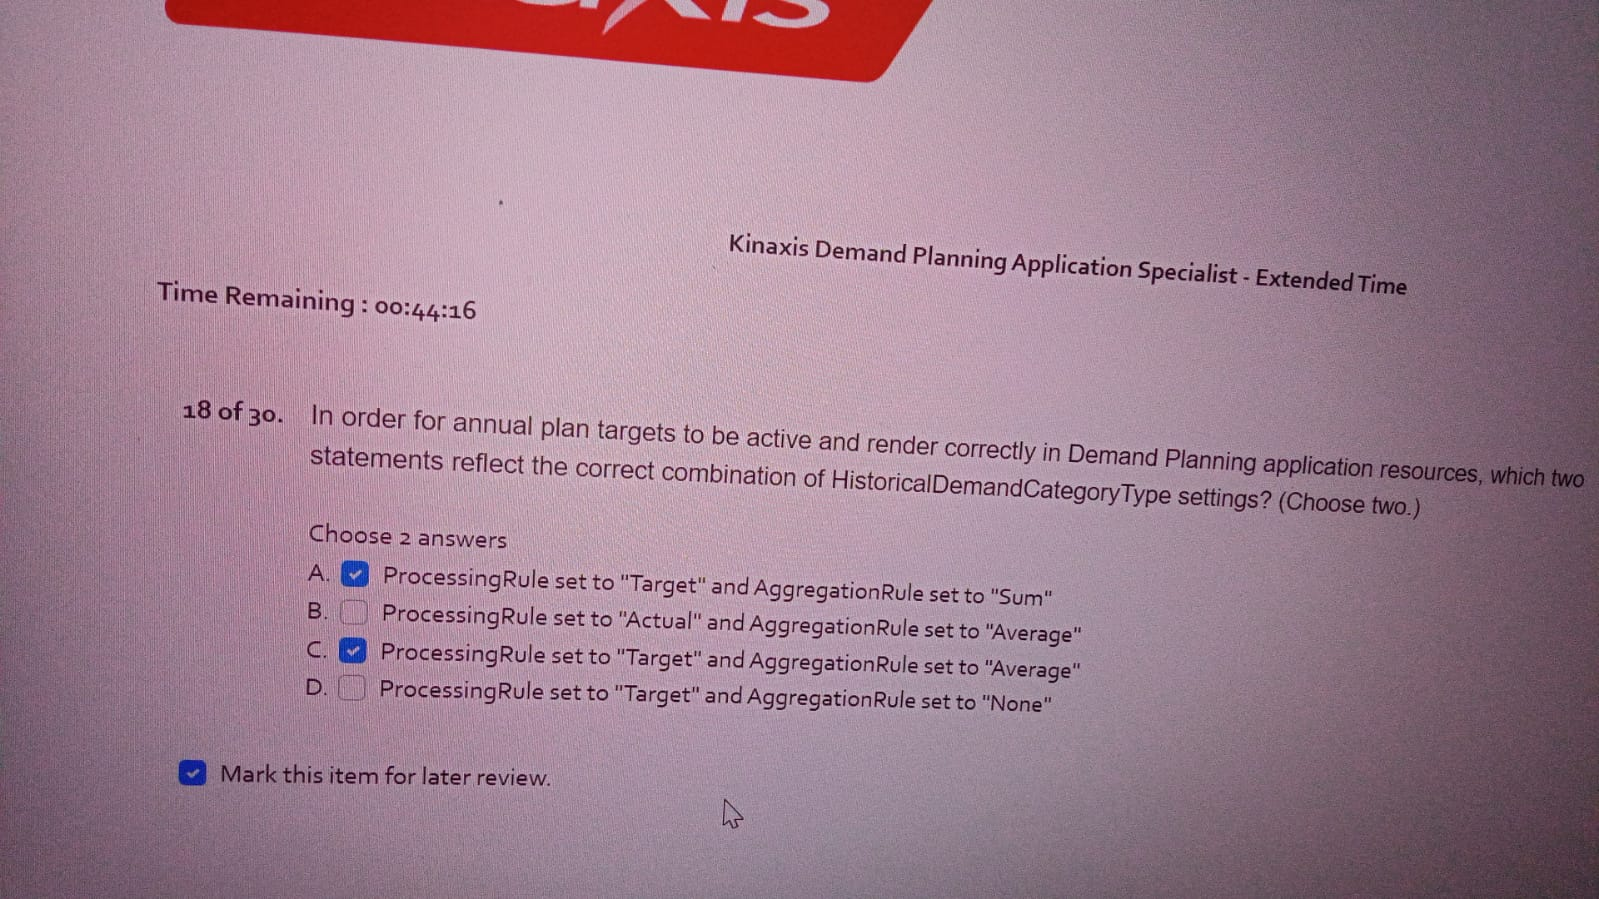 Kinaxis Demand Planning Application Specialist - Extended Time
Time Remaining : 00:44:16
18 of 30. In order for annual plan targets to be active and render correctly in Demand Planning application resources, which two
statements reflect the correct combination of HistoricalDemandCategoryType settings? (Choose two.)
Choose 2 answers
A. ProcessingRule set to "Target" and AggregationRule set to "Sum"
B. ProcessingRule set to "Actual" and AggregationRule set to "Average"
C. ProcessingRule set to "Target" and AggregationRule set to "Average"
D. ProcessingRule set to "Target" and AggregationRule set to "None"
Mark this item for later review.